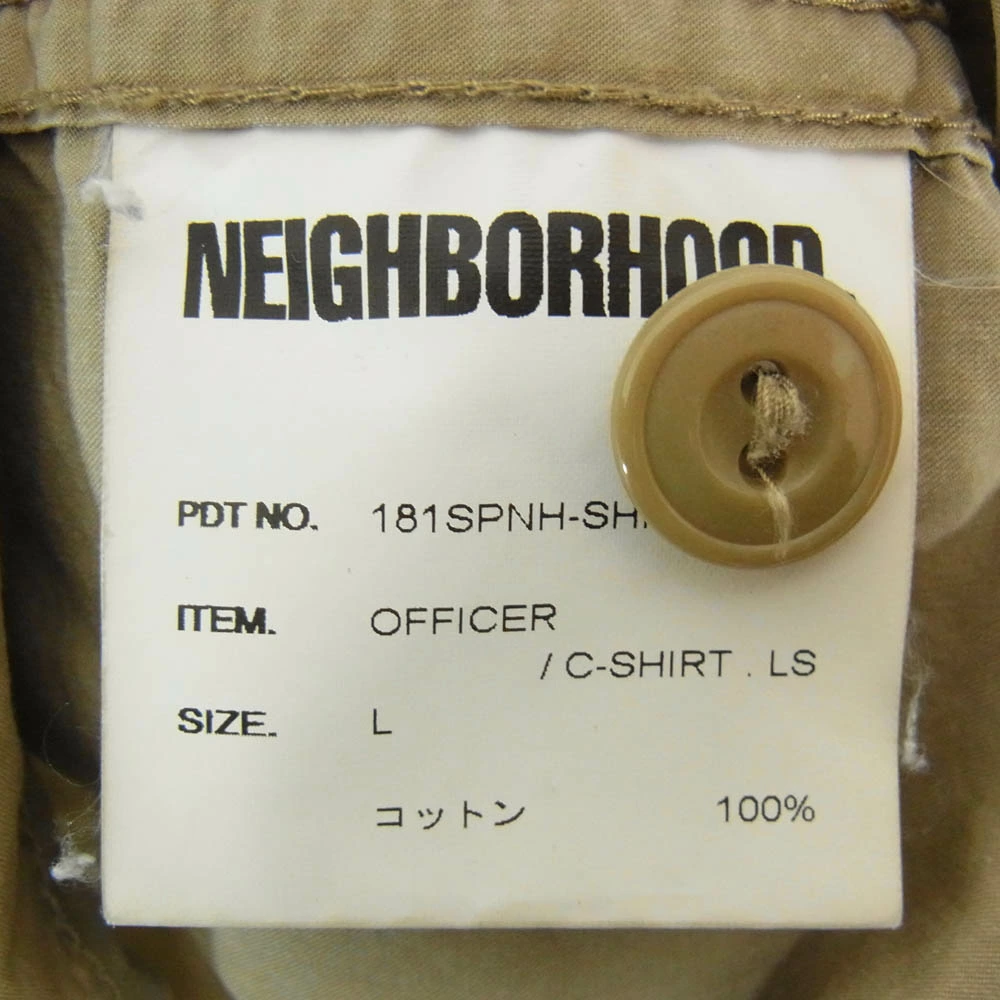 NEIGHBORHOOD
PDT NO. 181SPNH-SH
ITEM. OFFICER
/ C-SHIRT . LS
SIZE. L
コットン 100%